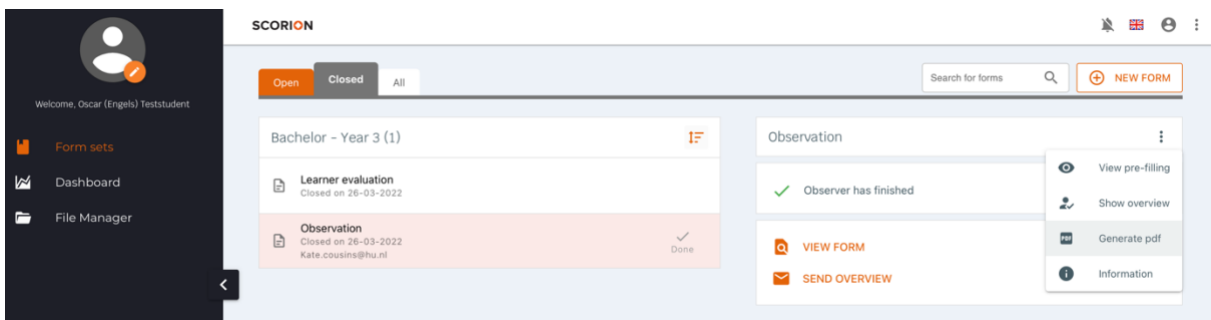 SCORION
Welcome, Oscar (Engels) Teststudent
Form sets
Dashboard
File Manager
Open
Closed
All
Search for forms
NEW FORM
Bachelor - Year 3 (1)
Learner evaluation
Closed on 26-03-2022
Observation
Closed on 26-03-2022
Kate.cousins@hu.nl
Done
Observation
Observer has finished
VIEW FORM
SEND OVERVIEW
View pre-filling
Show overview
PDF
Generate pdf
Information